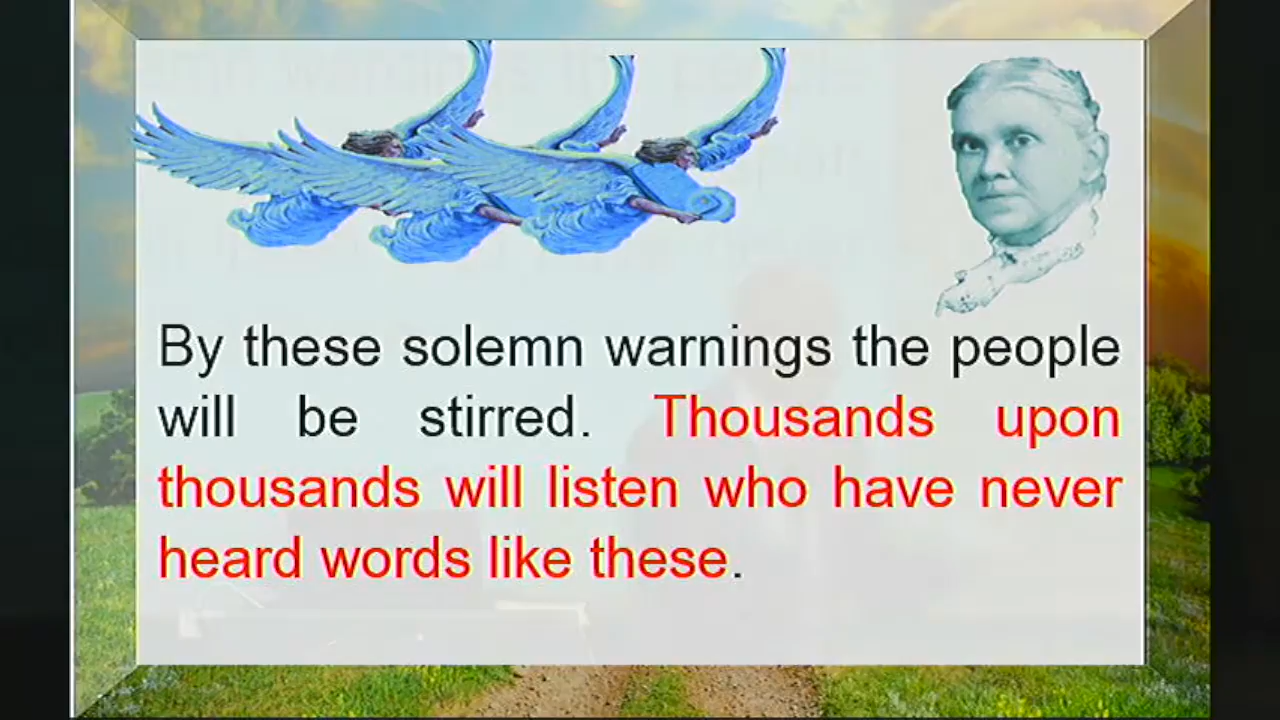 By these solemn warnings the people
will be stirred. Thousands upon
thousands will listen who have never
heard words like these.